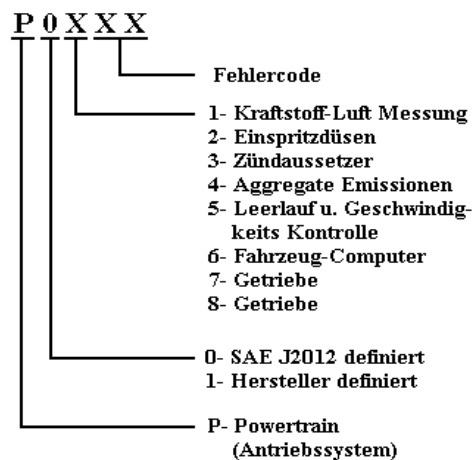 P 0 X X X
Fehlercode
1- Kraftstoff-Luft Messung
2- Einspritzdüsen
3- Zündaussetzer
4- Aggregate Emissionen
5- Leerlauf u. Geschwindig-
keits Kontrolle
6- Fahrzeug-Computer
7- Getriebe
8- Getriebe
0- SAE J2012 definiert
1- Hersteller definiert
P- Powertrain
(Antriebssystem)